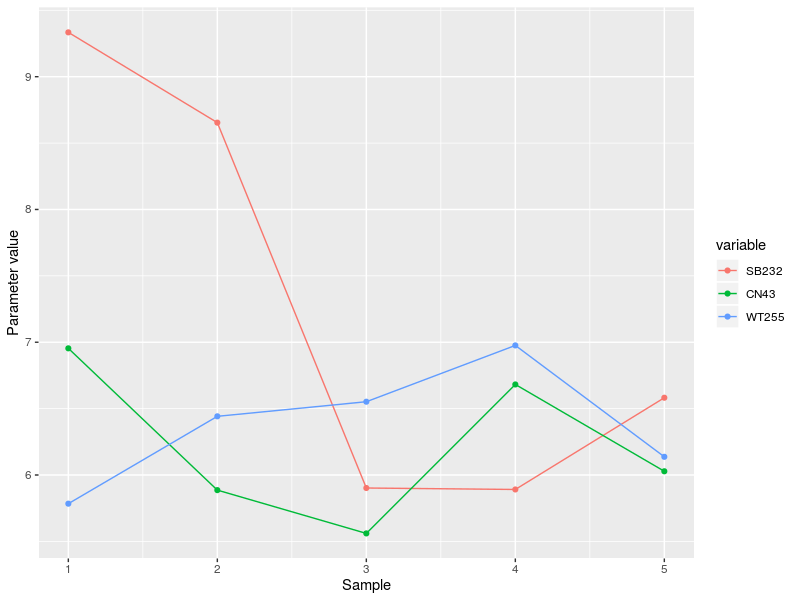 9
8
7
6
Parameter value
1 2 3 4 5
Sample
variable
SB232
CN43
WT255